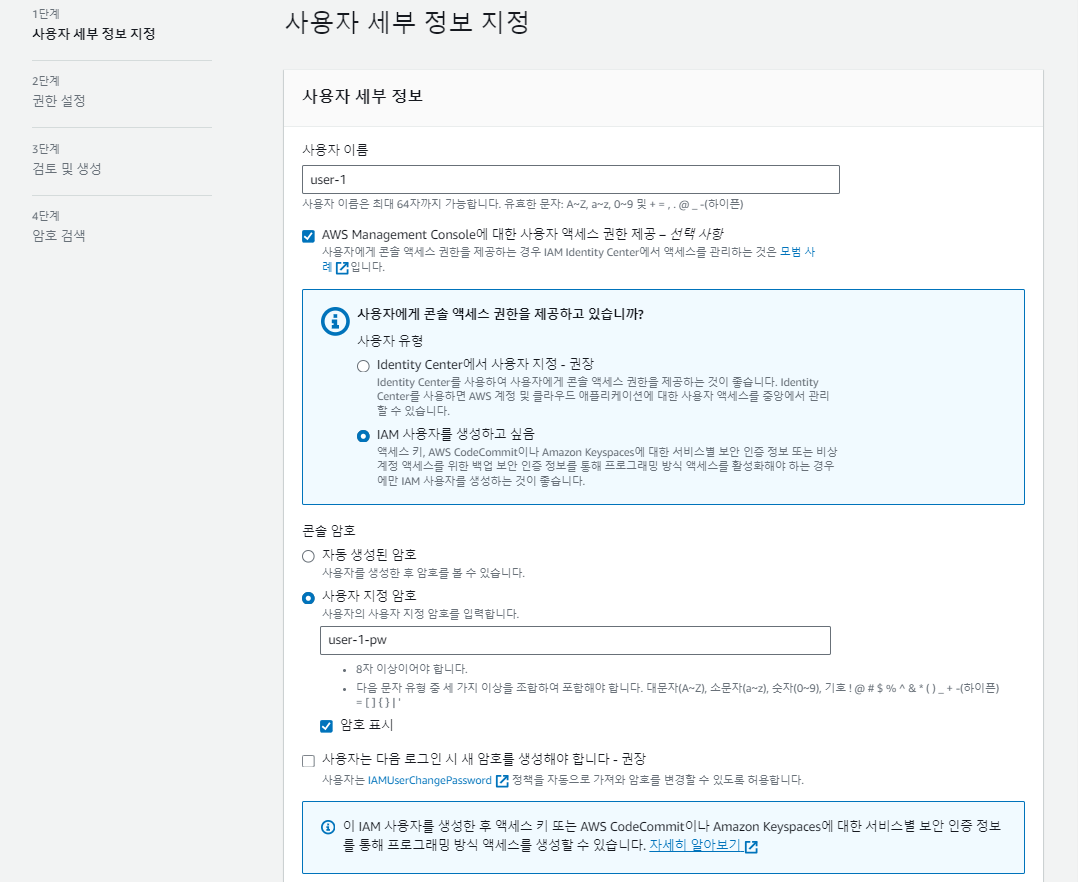 1단계
사용자 세부 정보 지정
2단계
권한 설정
3단계
검토 및 생성
4단계
암호 검색
사용자 세부 정보 지정
사용자 세부 정보
사용자 이름
user-1
사용자 이름은 최대 64자까지 가능합니다. 유효한 문자: A~Z, a~z, 0~9 및 + = , . @ _ -(하이픈)
AWS Management Console에 대한 사용자 액세스 권한 제공 – 선택 사항
사용자에게 콘솔 액세스 권한을 제공하는 경우 IAM Identity Center에서 액세스를 관리하는 것은 모범 사
례 입니다.
사용자에게 콘솔 액세스 권한을 제공하고 있습니까?
사용자 유형
Identity Center에서 사용자 지정 - 권장
Identity Center를 사용하여 사용자에게 콘솔 액세스 권한을 제공하는 것이 좋습니다. Identity
Center를 사용하면 AWS 계정 및 클라우드 애플리케이션에 대한 사용자 액세스를 중앙에서 관리
할 수 있습니다.
IAM 사용자를 생성하고 싶음
액세스 키, AWS CodeCommit이나 Amazon Keyspaces에 대한 서비스별 보안 인증 정보 또는 비상
계정 액세스를 위한 백업 보안 인증 정보를 통해 프로그래밍 방식 액세스를 활성화해야 하는 경우
에만 IAM 사용자를 생성하는 것이 좋습니다.
콘솔 암호
자동 생성된 암호
사용자를 생성한 후 암호를 볼 수 있습니다.
사용자 지정 암호
사용자의 사용자 지정 암호를 입력합니다.
user-1-pw
• 8자 이상이어야 합니다.
• 다음 문자 유형 중 세 가지 이상을 조합하여 포함해야 합니다. 대문자(A~Z), 소문자(a~z), 숫자(0~9), 기호 ! @ # $ % ^ & * ( ) _ + -(하이픈)
= [ ] { } | '
암호 표시
사용자는 다음 로그인 시 새 암호를 생성해야 합니다 - 권장
사용자는 IAMUserChangePassword 정책을 자동으로 가져와 암호를 변경할 수 있도록 허용합니다.
이 IAM 사용자를 생성한 후 액세스 키 또는 AWS CodeCommit이나 Amazon Keyspaces에 대한 서비스별 보안 인증 정보
를 통해 프로그래밍 방식 액세스를 생성할 수 있습니다. 자세히 알아보기